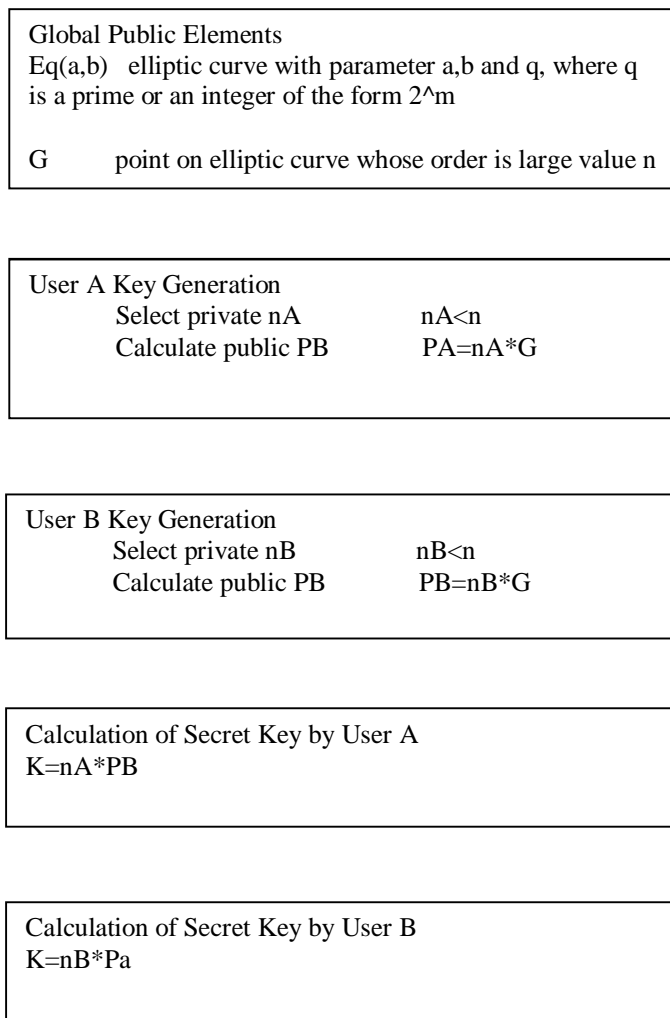 Global Public Elements
Eq(a,b) elliptic curve with parameter a,b and q, where q
is a prime or an integer of the form 2^m
G point on elliptic curve whose order is large value n
User A Key Generation
Select private nA nA<n
Calculate public PB PA=nA*G
User B Key Generation
Select private nB nB<n
Calculate public PB PB=nB*G
Calculation of Secret Key by User A
K=nA*PB
Calculation of Secret Key by User B
K=nB*Pa